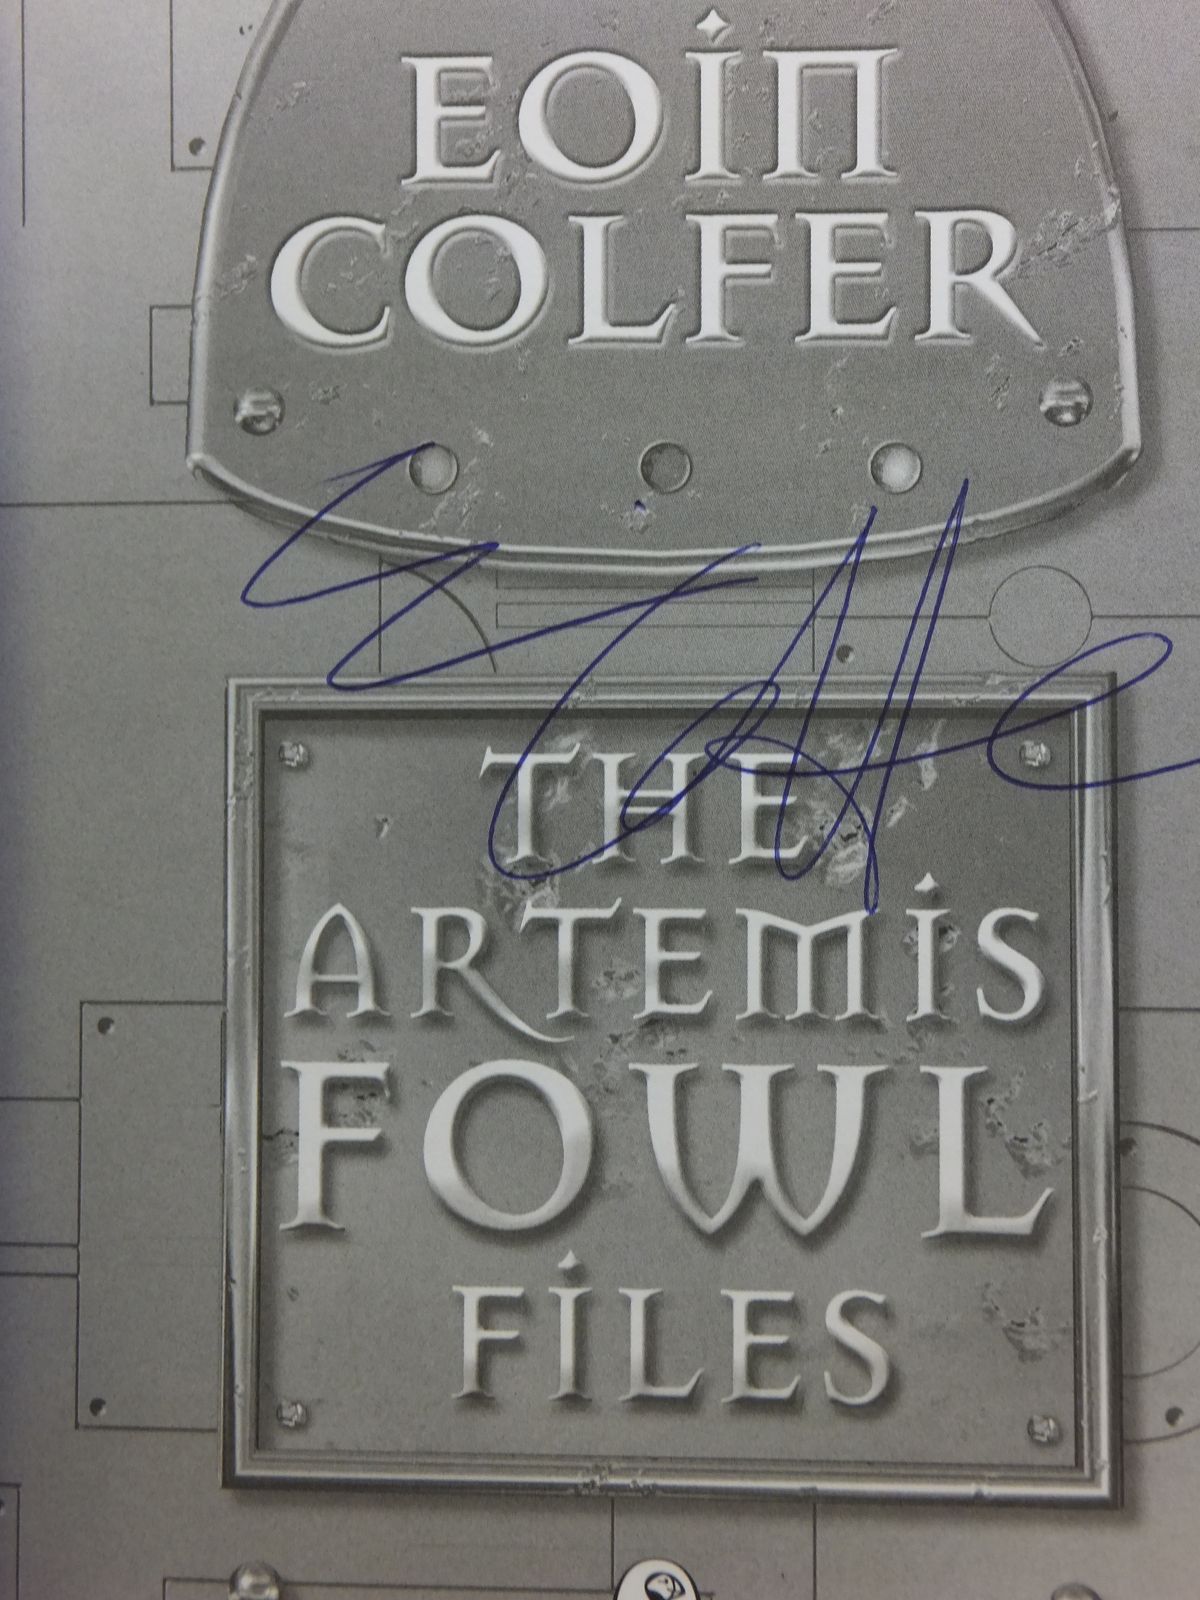 EOIN
COLFER
THE
ARTEMIS
FOWL
FILES